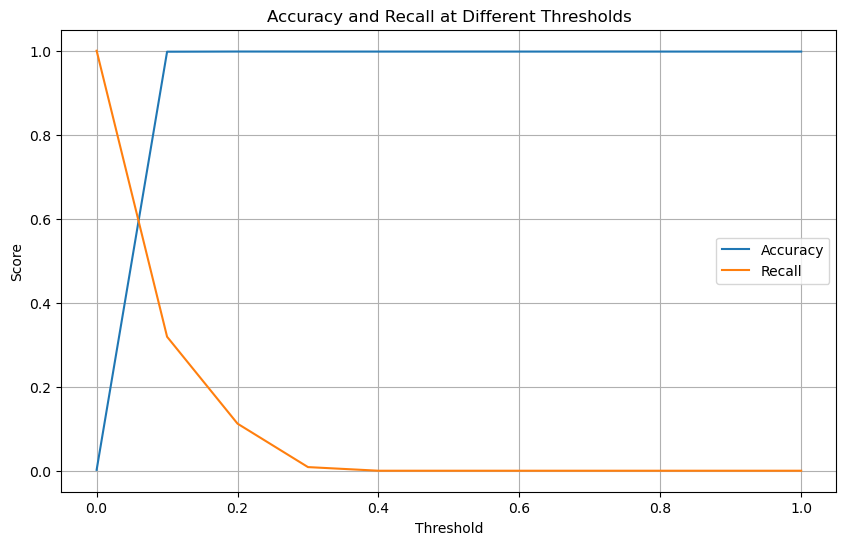 Accuracy and Recall at Different Thresholds
1.0
0.8
0.6
0.4
0.2
0.0
Score
Accuracy
Recall
0.0 0.2 0.4 0.6 0.8 1.0
Threshold